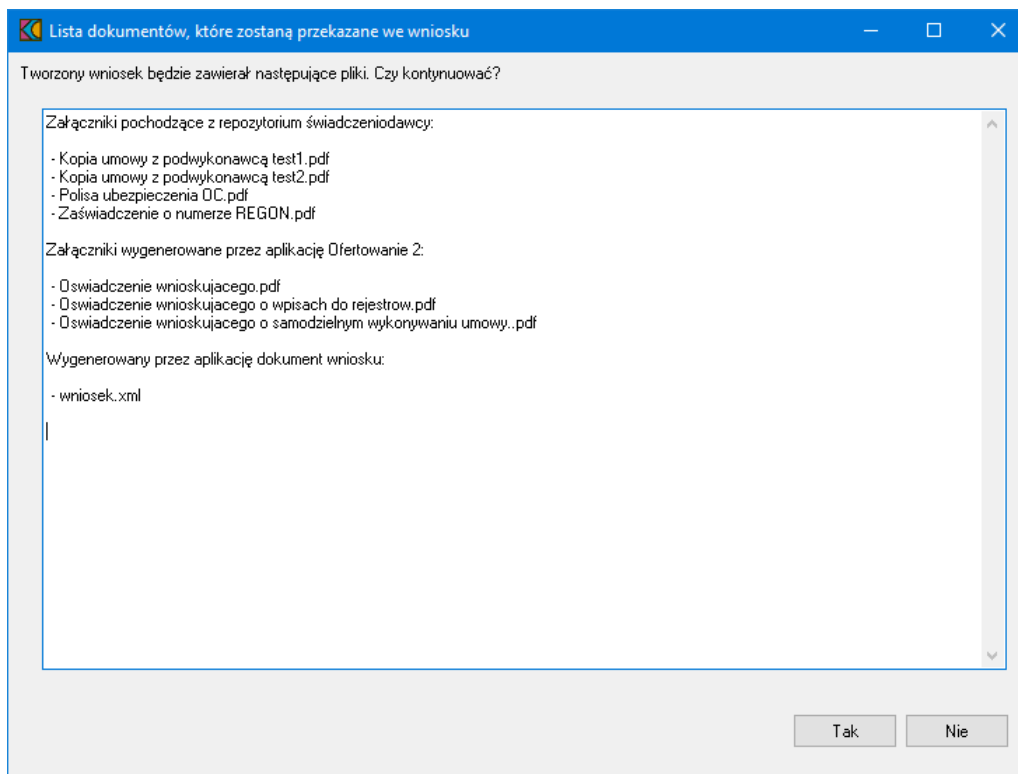 Lista dokumentów, które zostaną przekazane we wniosku
Tworzony wniosek będzie zawierał następujące pliki. Czy kontynuować?
Załączniki pochodzące z repozytorium świadczeniodawcy:
- Kopia umowy z podwykonawcą test1.pdf
- Kopia umowy z podwykonawcą test2.pdf
- Polisa ubezpieczenia OC.pdf
- Zaświadczenie o numerze REGON.pdf
Załączniki wygenerowane przez aplikację Ofertowanie 2:
- Oswiadczenie wnioskujacego.pdf
- Oswiadczenie wnioskujacego o wpisach do rejestrow.pdf
- Oswiadczenie wnioskujacego o samodzielnym wykonywaniu umowy..pdf
Wygenerowany przez aplikację dokument wniosku:
- wniosek.xml
Tak Nie